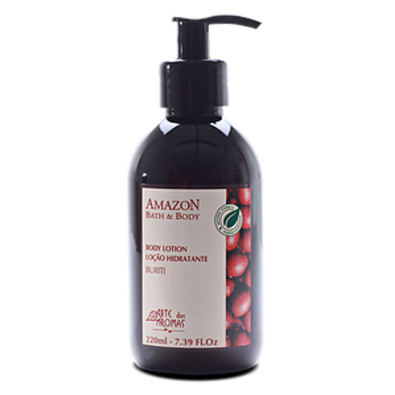 AMAZON
BATH & BODY
BODY LOTION
LOÇÃO HIDRATANTE
BURITI
ARTE dos
AROMAS
220ml - 7.39 Fl.Oz